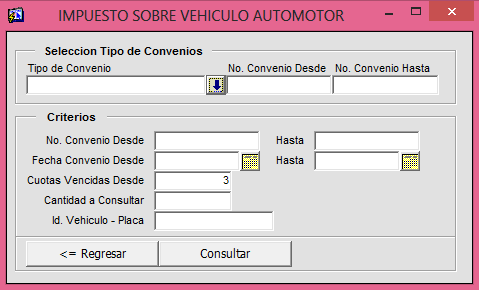 IMPUESTO SOBRE VEHICULO AUTOMOTOR
Seleccion Tipo de Convenios
Tipo de Convenio No. Convenio Desde No. Convenio Hasta
Criterios
No. Convenio Desde Hasta
Fecha Convenio Desde Hasta
Cuotas Vencidas Desde 3
Cantidad a Consultar
Id. Vehiculo - Placa
<= Regresar Consultar